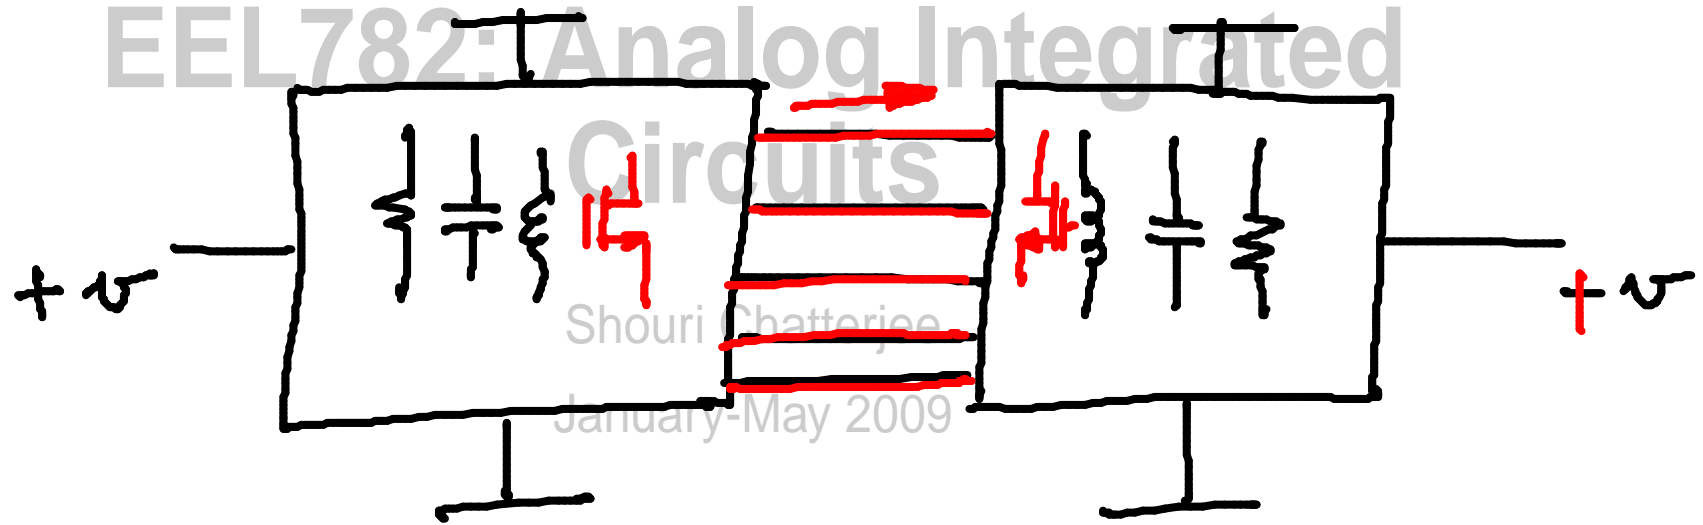 EEL782: Analog Integrated
Circuits
+ v
+ v
Shouri Chatterjee
January-May 2009